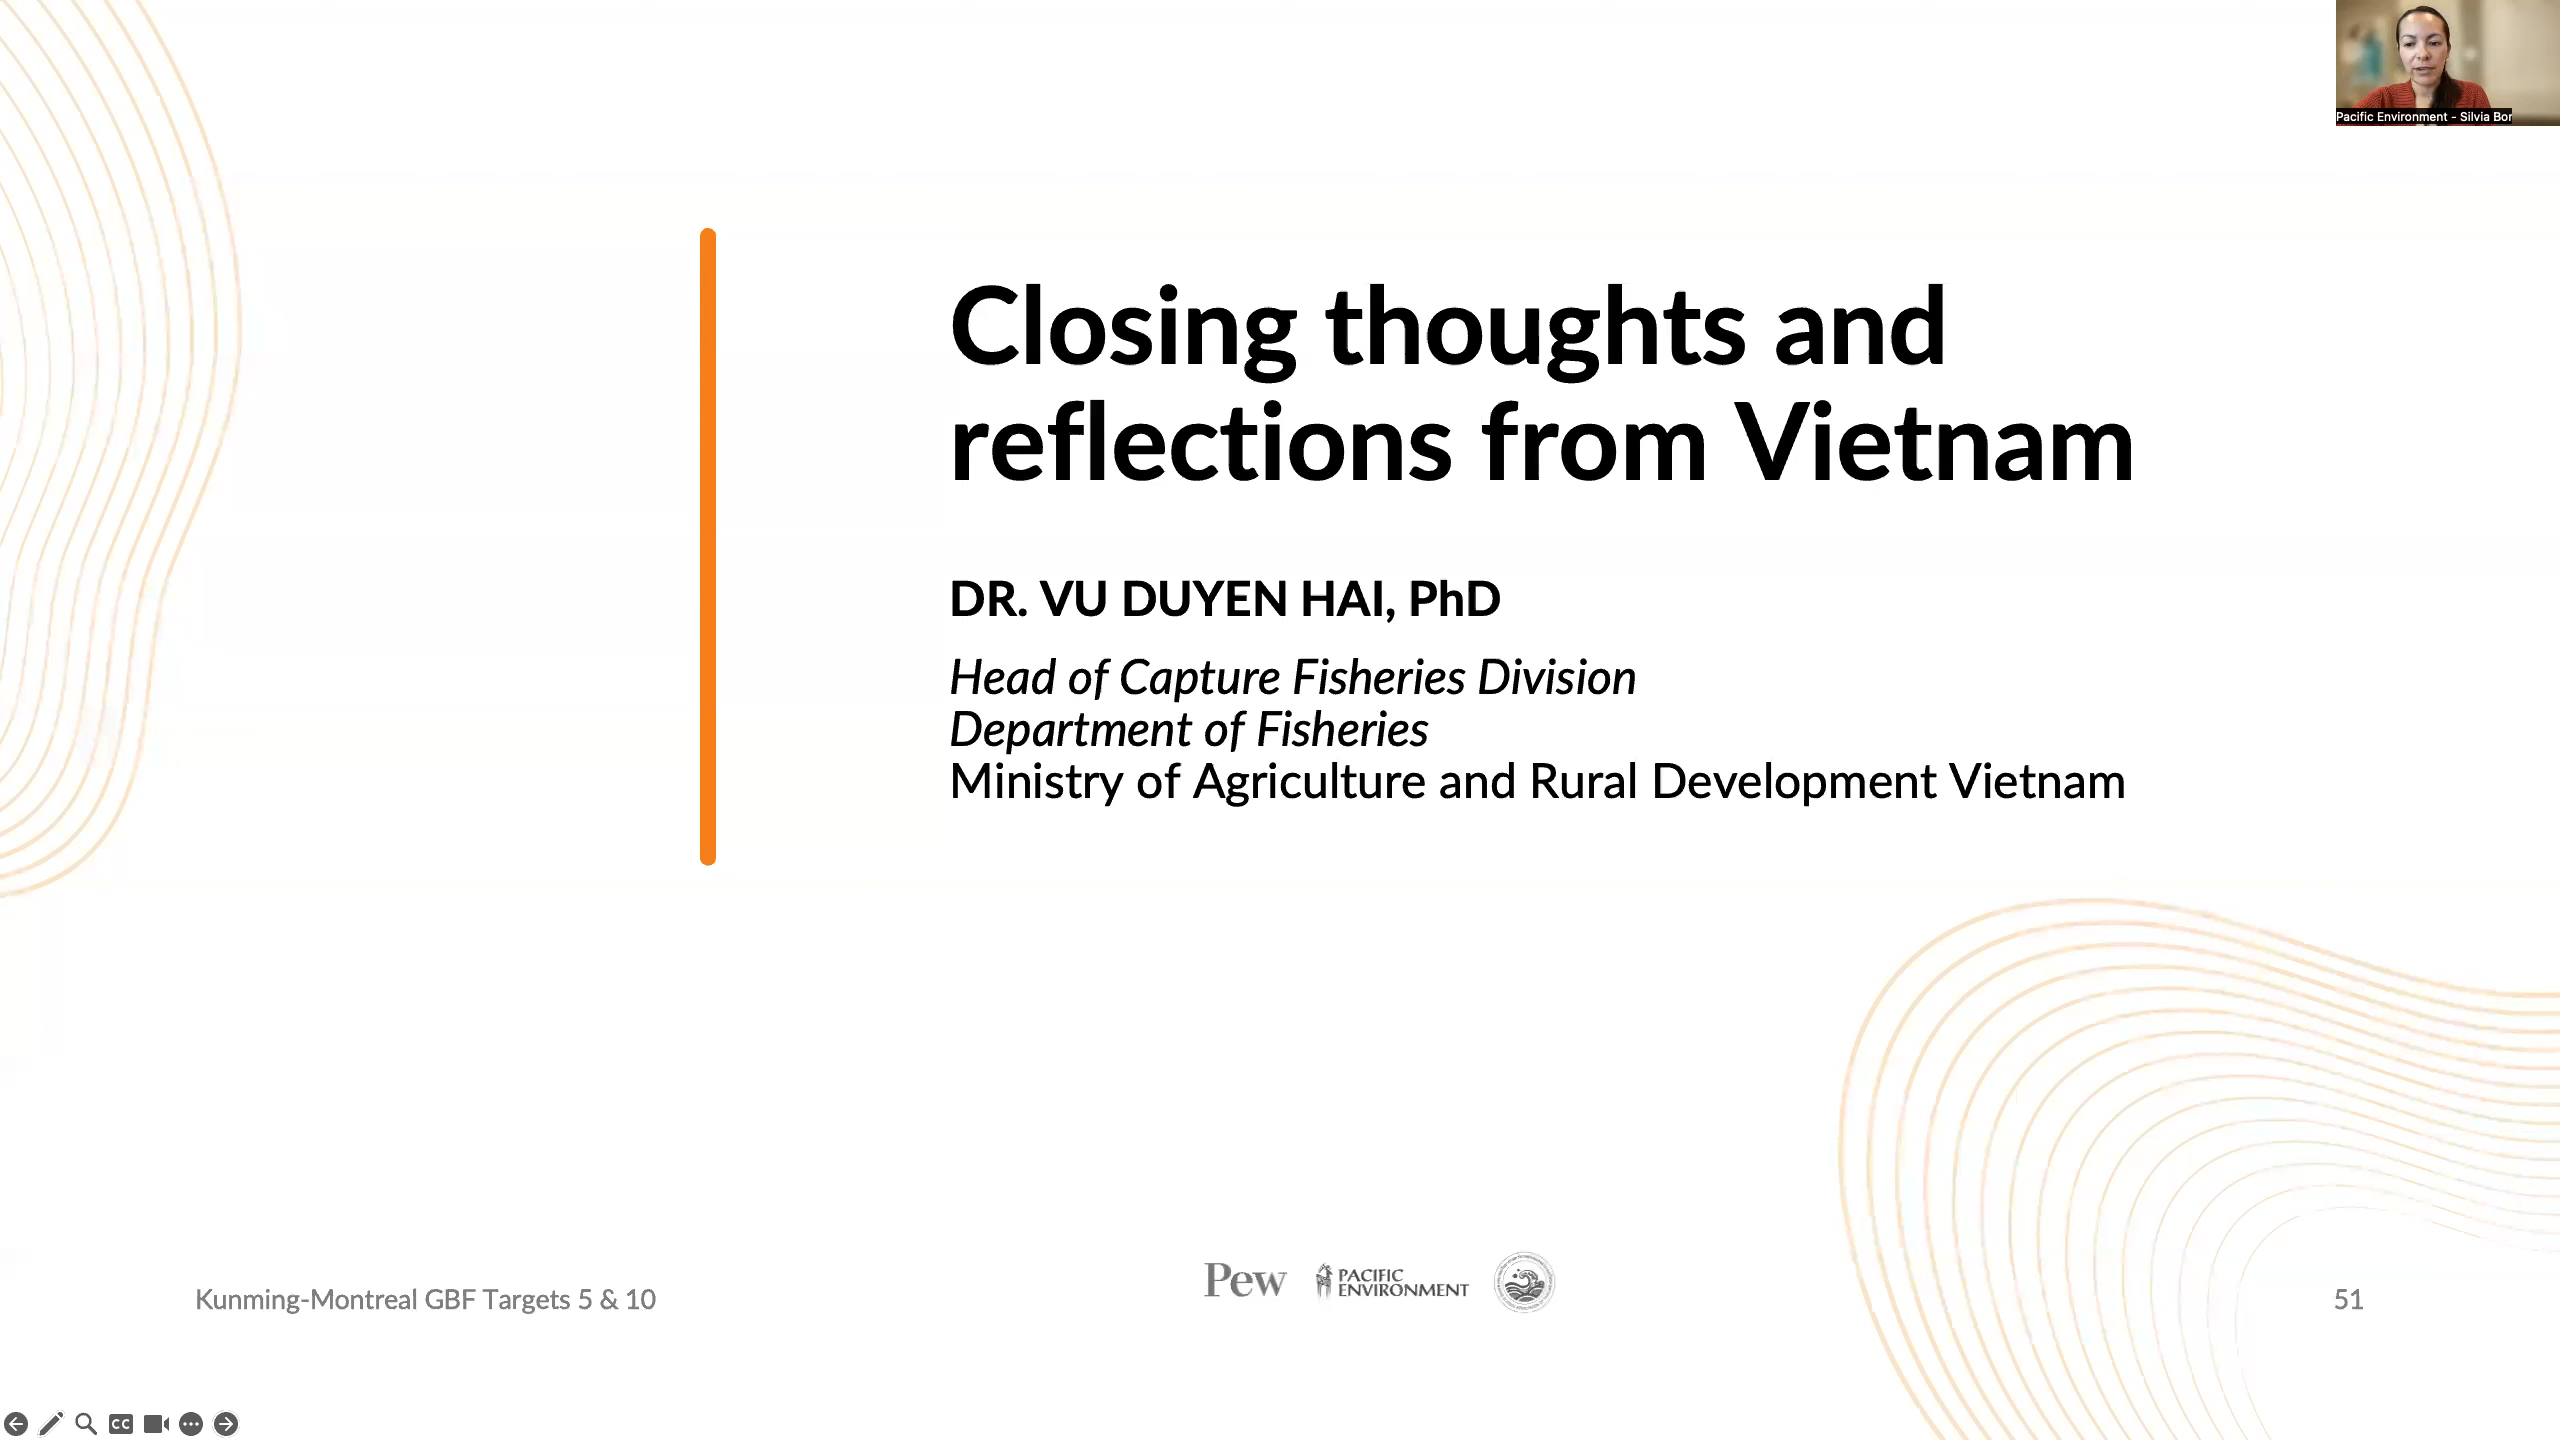 Pacific Environment - Silvia Bor
Closing thoughts and
reflections from Vietnam
DR. VU DUYEN HAI, PhD
Head of Capture Fisheries Division
Department of Fisheries
Ministry of Agriculture and Rural Development Vietnam
Pew
PACIFIC
ENVIRONMENT
Kunming-Montreal GBF Targets 5 & 10
51
CC